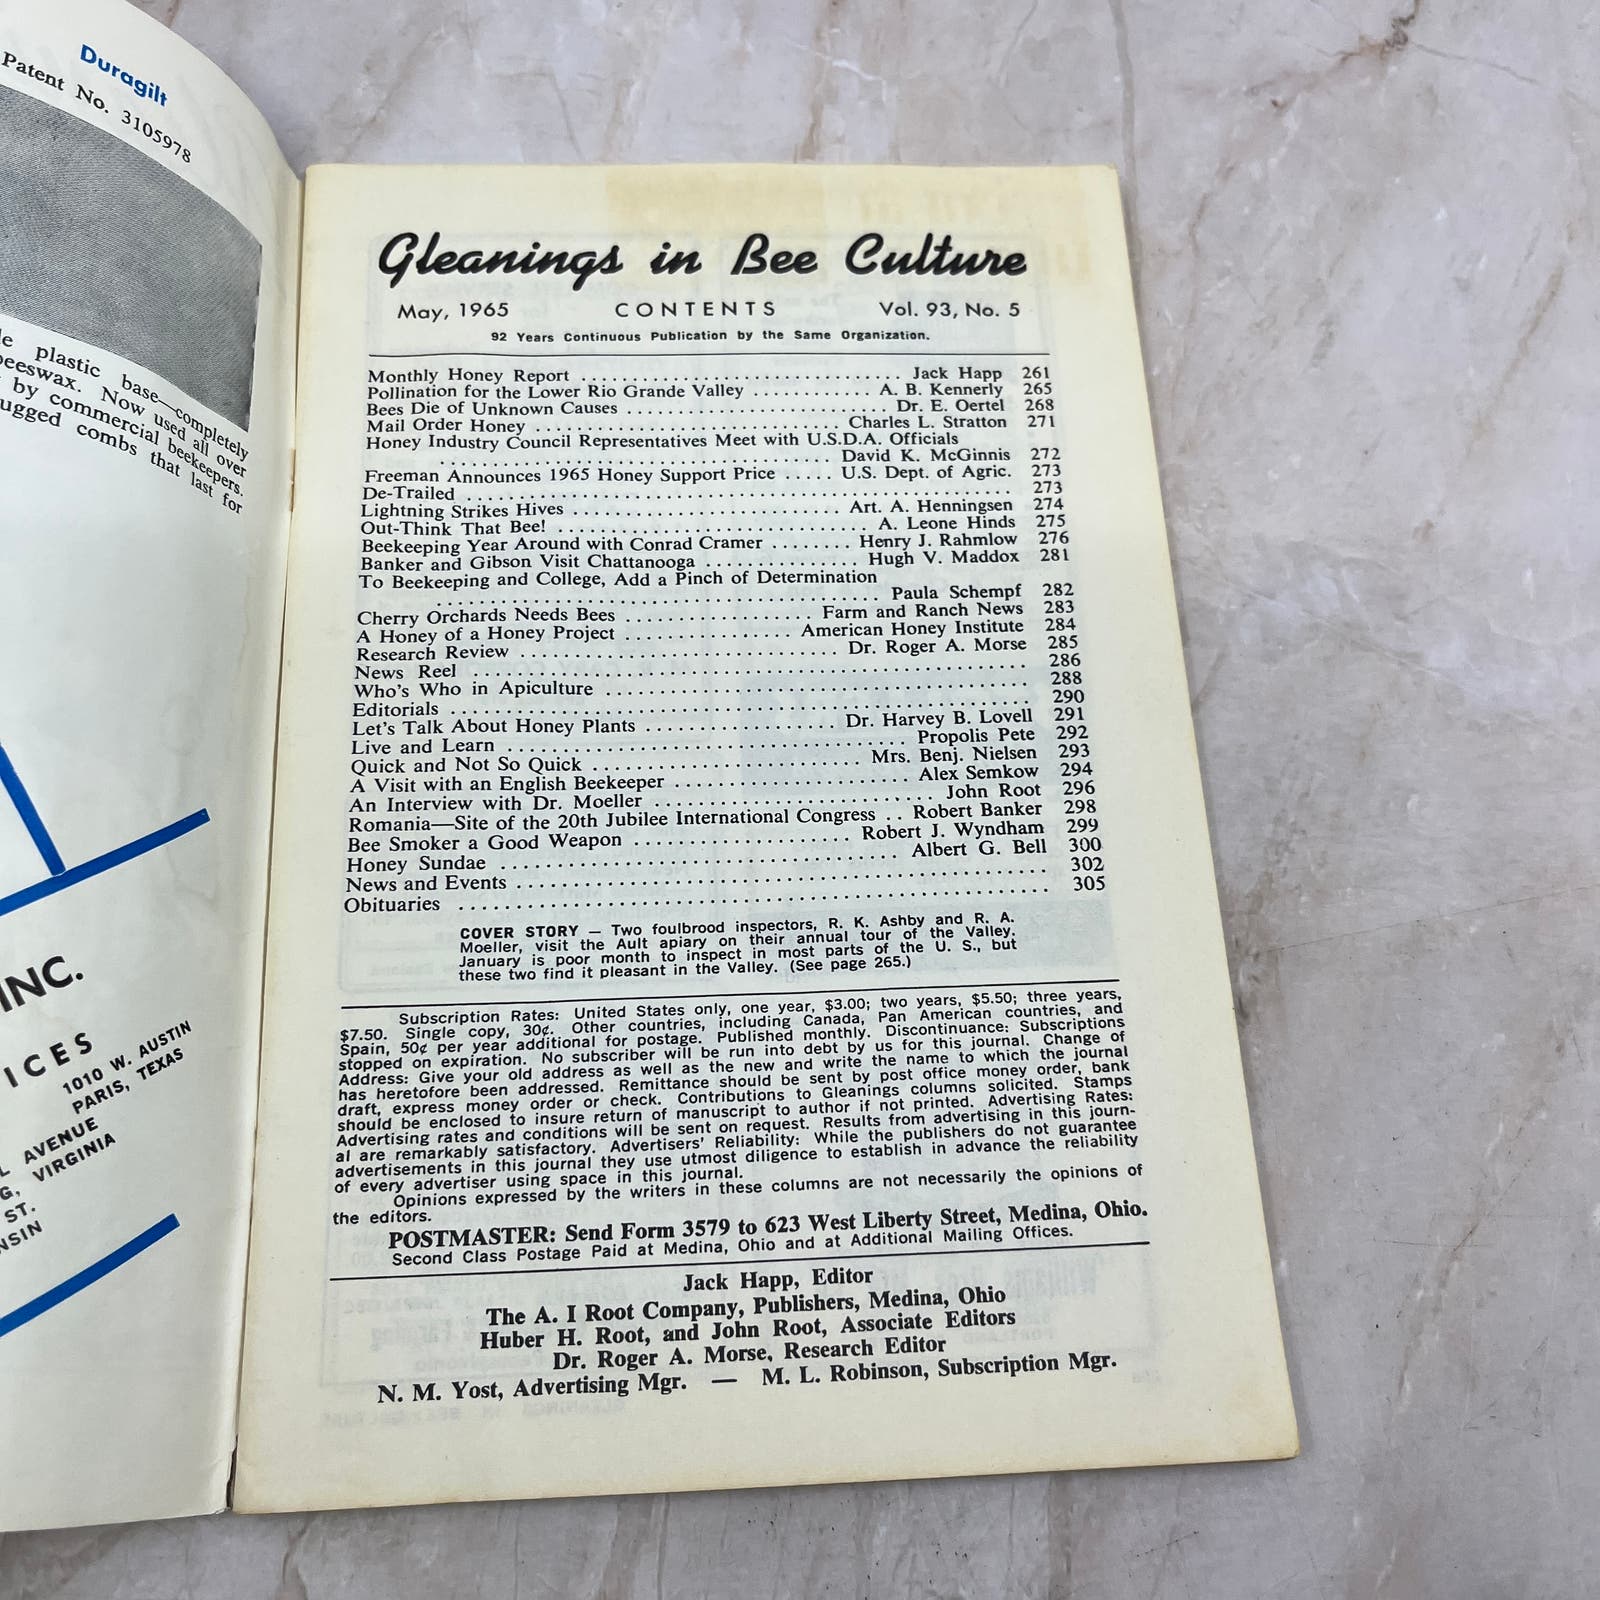 Duragilt
Patent No. 3105978
plastic base—completely
beeswax. Now used all over
by commercial beekeepers.
combs that last for
INC.
1010 W. AUSTIN
PARIS, TEXAS
AVENUE
VIRGINIA
ST.
Gleanings in Bee Culture
May, 1965 CONTENTS Vol. 93, No. 5
92 Years Continuous Publication by the Same Organization.
Monthly Honey Report ........ Jack Happ 261
Pollination for the Lower Rio Grande Valley ........ A. B. Kennerly 265
Bees Die of Unknown Causes ........ Dr. E. Oertel 268
Mail Order Honey ........ Charles L. Stratton 271
Honey Industry Council Representatives Meet with U.S.D.A. Officials
........ David K. McGinnis 272
Freeman Announces 1965 Honey Support Price ..... U.S. Dept. of Agric. 273
De-Trailed ........ 273
Lightning Strikes Hives ........ Art. A. Henningsen 274
Out-Think That Bee! ........ A. Leone Hinds 275
Beekeeping Year Around with Conrad Cramer ........ Henry J. Rahmlow 276
Banker and Gibson Visit Chattanooga ........ Hugh V. Maddox 281
To Beekeeping and College, Add a Pinch of Determination
........ Paula Schempf 282
Cherry Orchards Needs Bees ........ Farm and Ranch News 283
A Honey of a Honey Project ........ American Honey Institute 284
Research Review ........ Dr. Roger A. Morse 285
News Reel ........ 286
Who's Who in Apiculture ........ 288
Editorials ........ 290
Let's Talk About Honey Plants ........ Dr. Harvey B. Lovell 291
Live and Learn ........ Propolis Pete 292
Quick and Not So Quick ........ Mrs. Benj. Nielsen 293
A Visit with an English Beekeeper ........ Alex Semkow 294
An Interview with Dr. Moeller ........ John Root 296
Romania—Site of the 20th Jubilee International Congress .. Robert Banker 298
Bee Smoker a Good Weapon ........ Robert J. Wyndham 299
Honey Sundae ........ Albert G. Bell 300
News and Events ........ 302
Obituaries ........ 305
COVER STORY — Two foulbrood inspectors, R. K. Ashby and R. A.
Moeller, visit the Ault apiary on their annual tour of the Valley.
January is poor month to inspect in most parts of the U. S., but
these two find it pleasant in the Valley. (See page 265.)
Subscription Rates: United States only, one year, $3.00; two years, $5.50; three years,
$7.50. Single copy, 30¢. Other countries, including Canada, Pan American countries, and
Spain, 50¢ per year additional for postage. Published monthly. Discontinuance: Subscriptions
stopped on expiration. No subscriber will be run into debt by us for this journal. Change of
Address: Give your old address as well as the new and write the name to which the journal
has heretofore been addressed. Remittance should be sent by post office money order, bank
draft, express money order or check. Contributions to Gleanings columns solicited. Stamps
should be enclosed to insure return of manuscript to author if not printed. Advertising Rates:
Advertising rates and conditions will be sent on request. Results from advertising in this journ-
al are remarkably satisfactory. Advertisers' Reliability: While the publishers do not guarantee
advertisements in this journal they use utmost diligence to establish in advance the reliability
of every advertiser using space in this journal.
Opinions expressed by the writers in these columns are not necessarily the opinions of
the editors.
POSTMASTER: Send Form 3579 to 623 West Liberty Street, Medina, Ohio.
Second Class Postage Paid at Medina, Ohio and at Additional Mailing Offices.
Jack Happ, Editor
The A. I Root Company, Publishers, Medina, Ohio
Huber H. Root, and John Root, Associate Editors
Dr. Roger A. Morse, Research Editor
N. M. Yost, Advertising Mgr. — M. L. Robinson, Subscription Mgr.